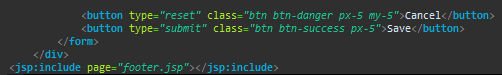 <button type="reset" class="btn btn-danger px-5 my-5">Cancel</button>
<button type="submit" class="btn btn-success px-5">Save</button>
</form>
</div>
<jsp:include page="footer.jsp"></jsp:include>